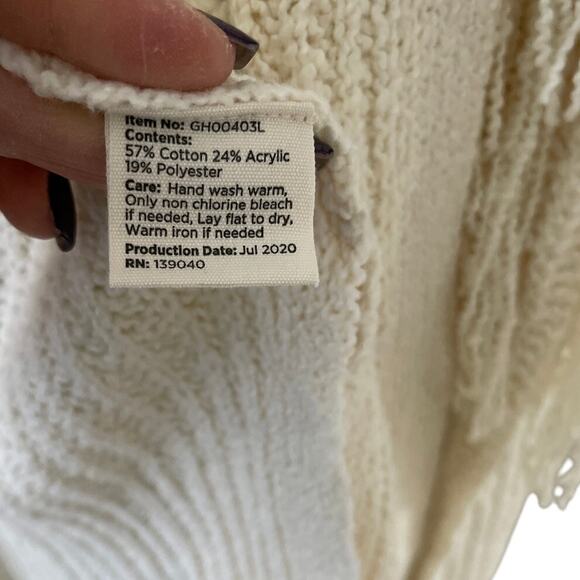 Item No: GH00403L
Contents:
57% Cotton 24% Acrylic
19% Polyester
Care: Hand wash warm,
Only non chlorine bleach
if needed, Lay flat to dry,
Warm iron if needed
Production Date: Jul 2020
RN: 139040